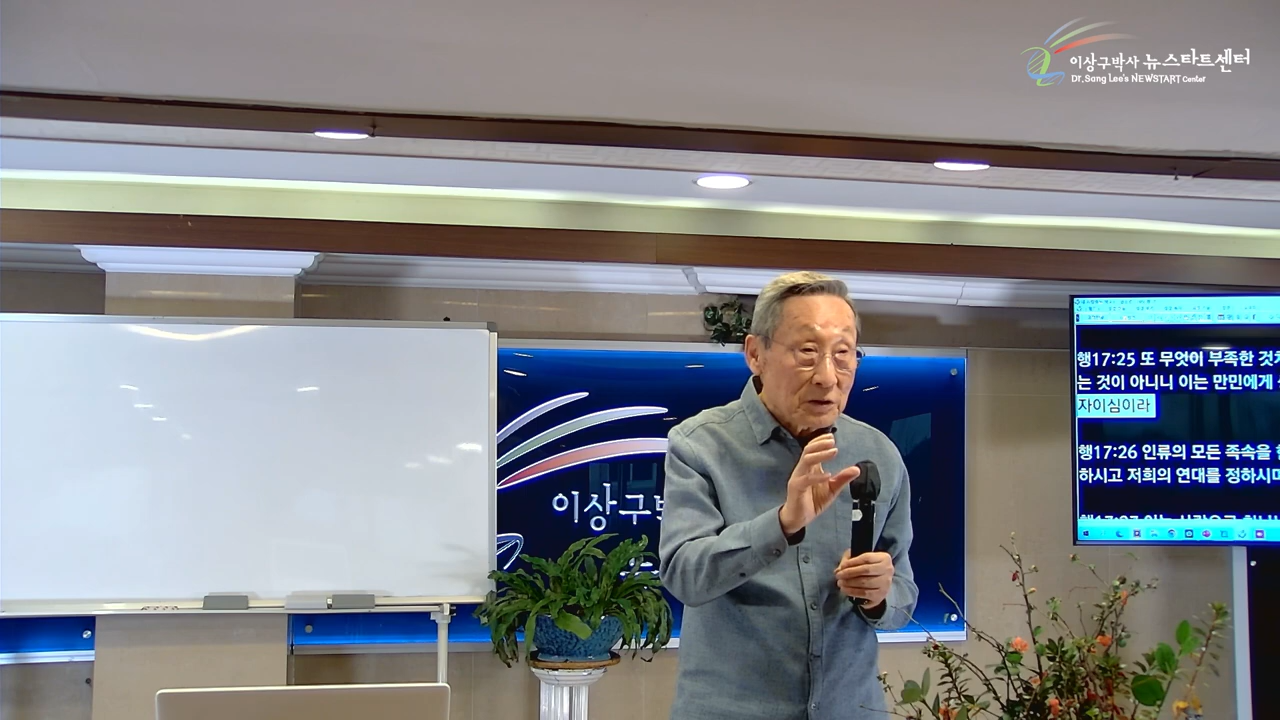 이상구박사 뉴스타트센터
Dr. Sang Lee's NEWSTART Center
이상구
행17:25 또 무엇이 부족한 것
는 것이 아니니 이는 만민에게
자이심이라
행17:26 인류의 모든 족속을
하시고 저희의 연대를 정하시며